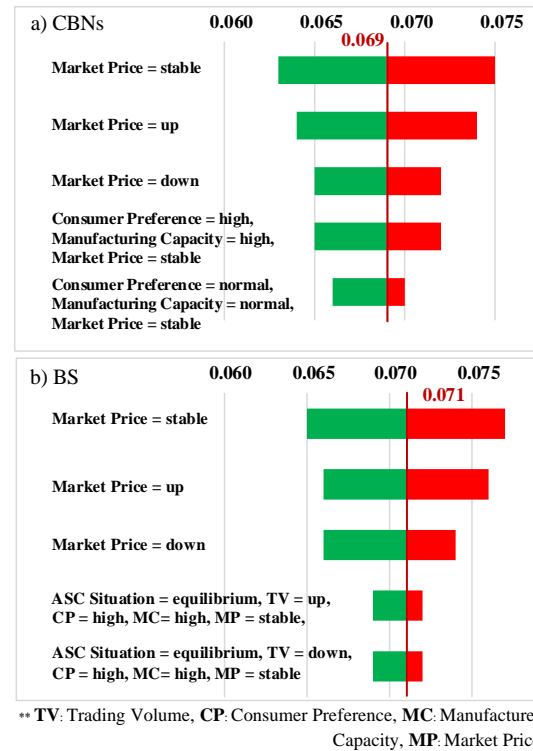 a) CBNs
0.060 0.065 0.070 0.075
0.069
Market Price = stable
Market Price = up
Market Price = down
Consumer Preference = high,
Manufacturing Capacity = high,
Market Price = stable
Consumer Preference = normal,
Manufacturing Capacity = normal,
Market Price = stable
b) BS
0.060 0.065 0.070 0.075
0.071
Market Price = stable
Market Price = up
Market Price = down
ASC Situation = equilibrium, TV = up,
CP = high, MC= high, MP = stable,
ASC Situation = equilibrium, TV = down,
CP = high, MC= high, MP = stable
** TV: Trading Volume, CP: Consumer Preference, MC: Manufacture
Capacity, MP: Market Price